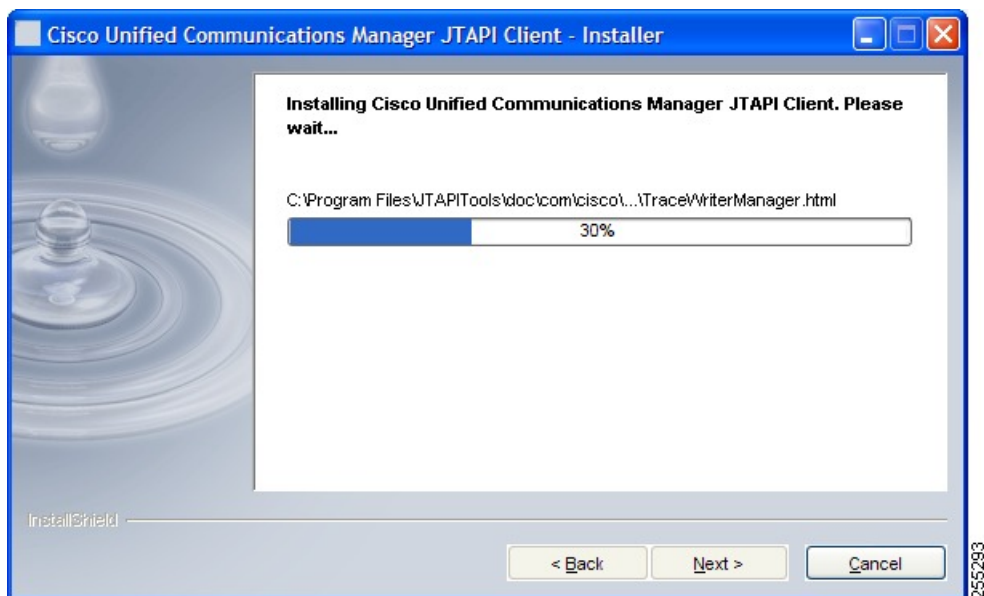 Cisco Unified Communications Manager JTAPI Client - Installer
Installing Cisco Unified Communications Manager JTAPI Client. Please
wait...
C:\Program Files\JTAPITools\doc\com\cisco\...\TraceWriterManager.html
30%
InstallShield
< Back
Next >
Cancel
255293